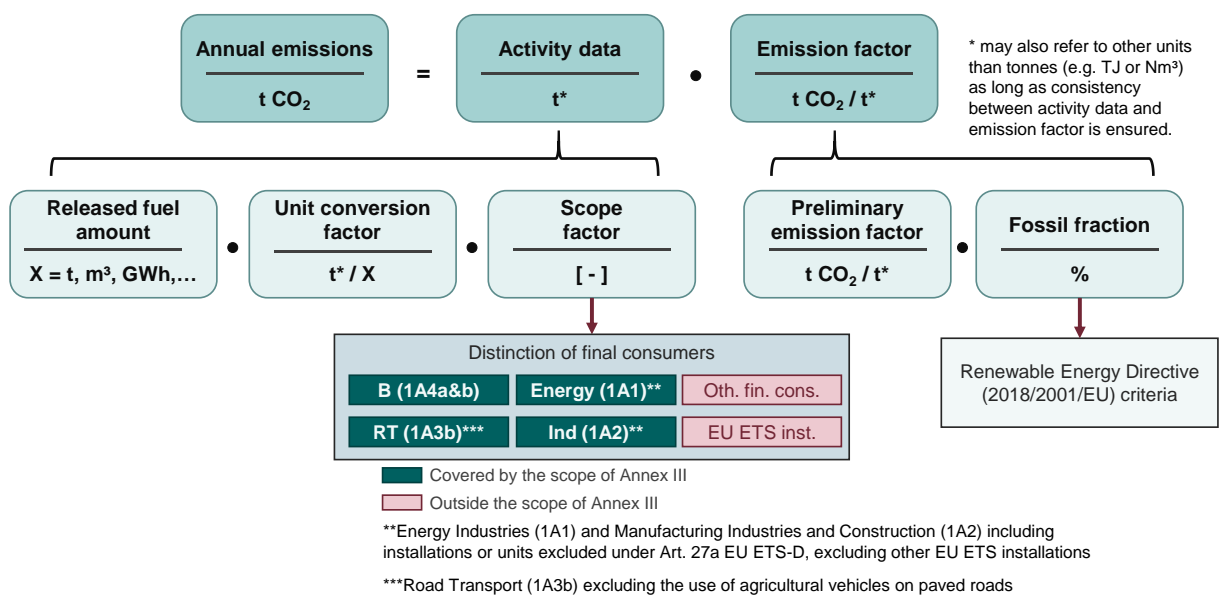 Annual emissions
t CO₂
=
Activity data
t*
•
Emission factor
t CO₂ / t*
* may also refer to other units
than tonnes (e.g. TJ or Nm³)
as long as consistency
between activity data and
emission factor is ensured.
Released fuel
amount
X = t, m³, GWh,…
•
Unit conversion
factor
t* / X
•
Scope
factor
[ - ]
Preliminary
emission factor
t CO₂ / t*
•
Fossil fraction
%
Distinction of final consumers
B (1A4a&b)
Energy (1A1)**
Oth. fin. cons.
RT (1A3b)***
Ind (1A2)**
EU ETS inst.
Renewable Energy Directive
(2018/2001/EU) criteria
Covered by the scope of Annex III
Outside the scope of Annex III
**Energy Industries (1A1) and Manufacturing Industries and Construction (1A2) including
installations or units excluded under Art. 27a EU ETS-D, excluding other EU ETS installations
***Road Transport (1A3b) excluding the use of agricultural vehicles on paved roads